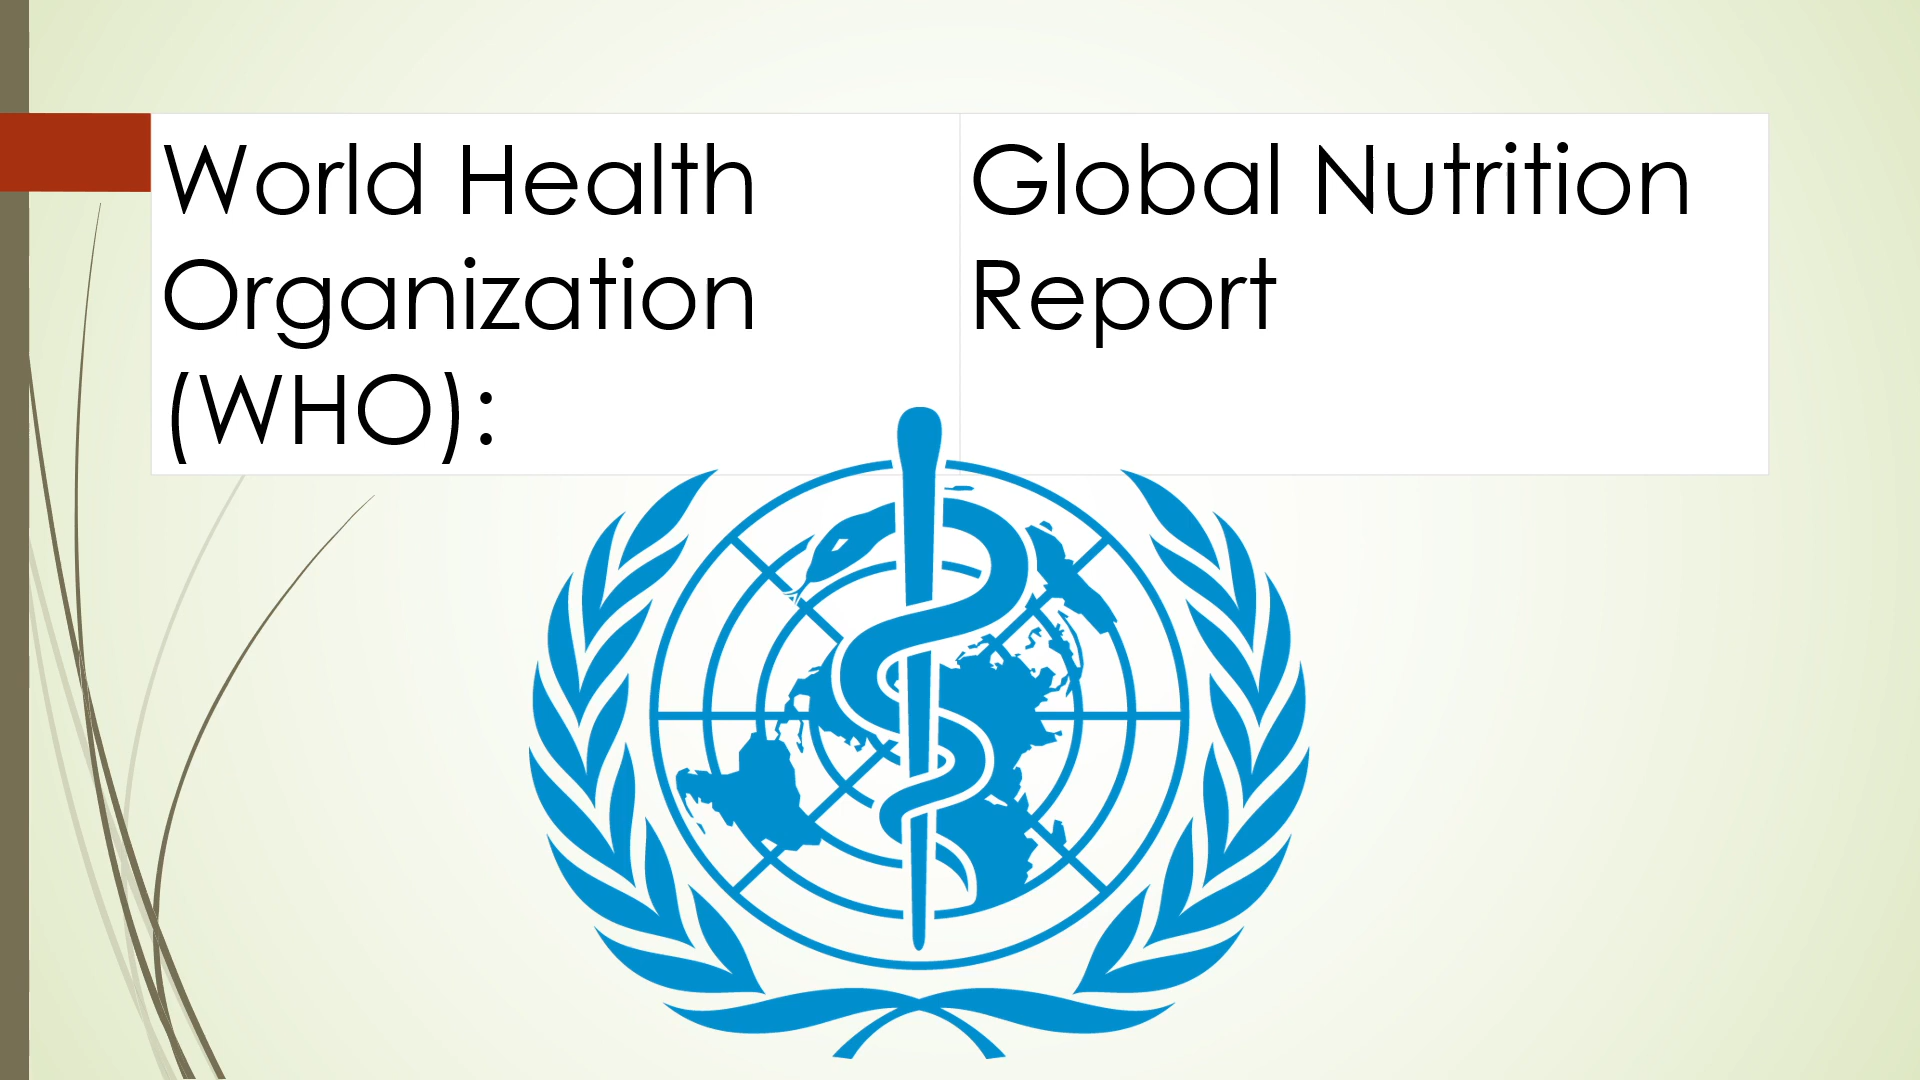 World Health
Organization
(WHO):
Global Nutrition
Report